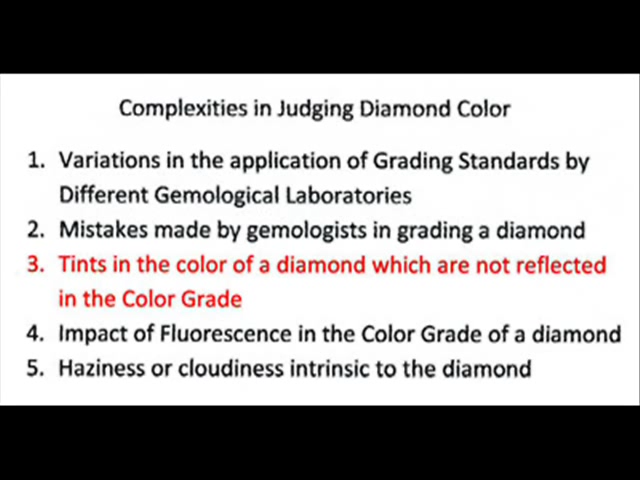 Complexities in Judging Diamond Color
1. Variations in the application of Grading Standards by
Different Gemological Laboratories
2. Mistakes made by gemologists in grading a diamond
3. Tints in the color of a diamond which are not reflected
in the Color Grade
4. Impact of Fluorescence in the Color Grade of a diamond
5. Haziness or cloudiness intrinsic to the diamond